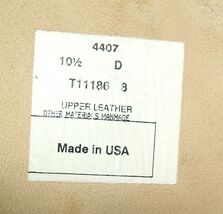 4407
10½ D
T11186 8
UPPER LEATHER
OTHER MATERIALS MANMADE
Made in USA